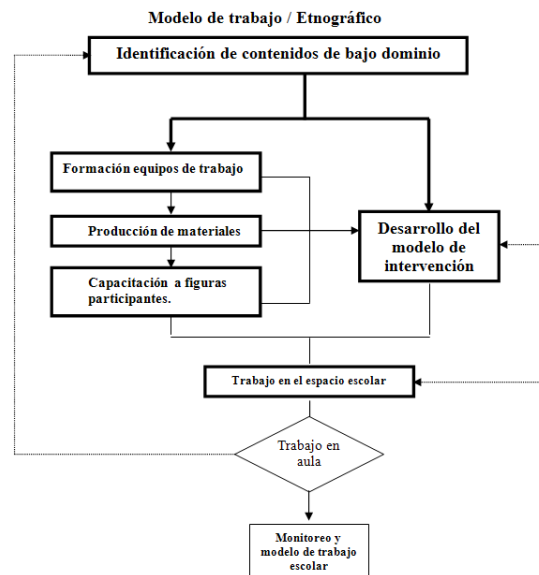 Modelo de trabajo / Etnográfico
Identificación de contenidos de bajo dominio
Formación equipos de trabajo
Producción de materiales
Capacitación a figuras
participantes.
Desarrollo del
modelo de
intervención
Trabajo en el espacio escolar
Trabajo en
aula
Monitoreo y
modelo de trabajo
escolar